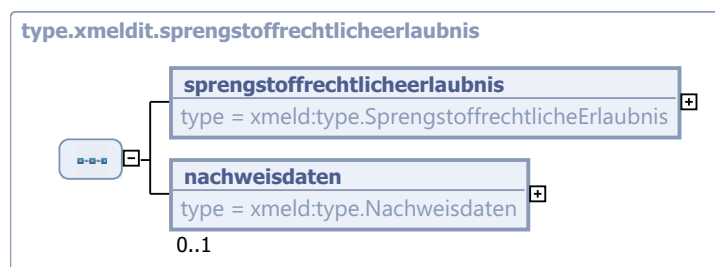 type.xmeldit.sprengstoffrechtlicheerlaubnis
sprengstoffrechtlicheerlaubnis
type = xmeld:type.SprengstoffrechtlicheErlaubnis
nachweisdaten
type = xmeld:type.Nachweisdaten
0..1